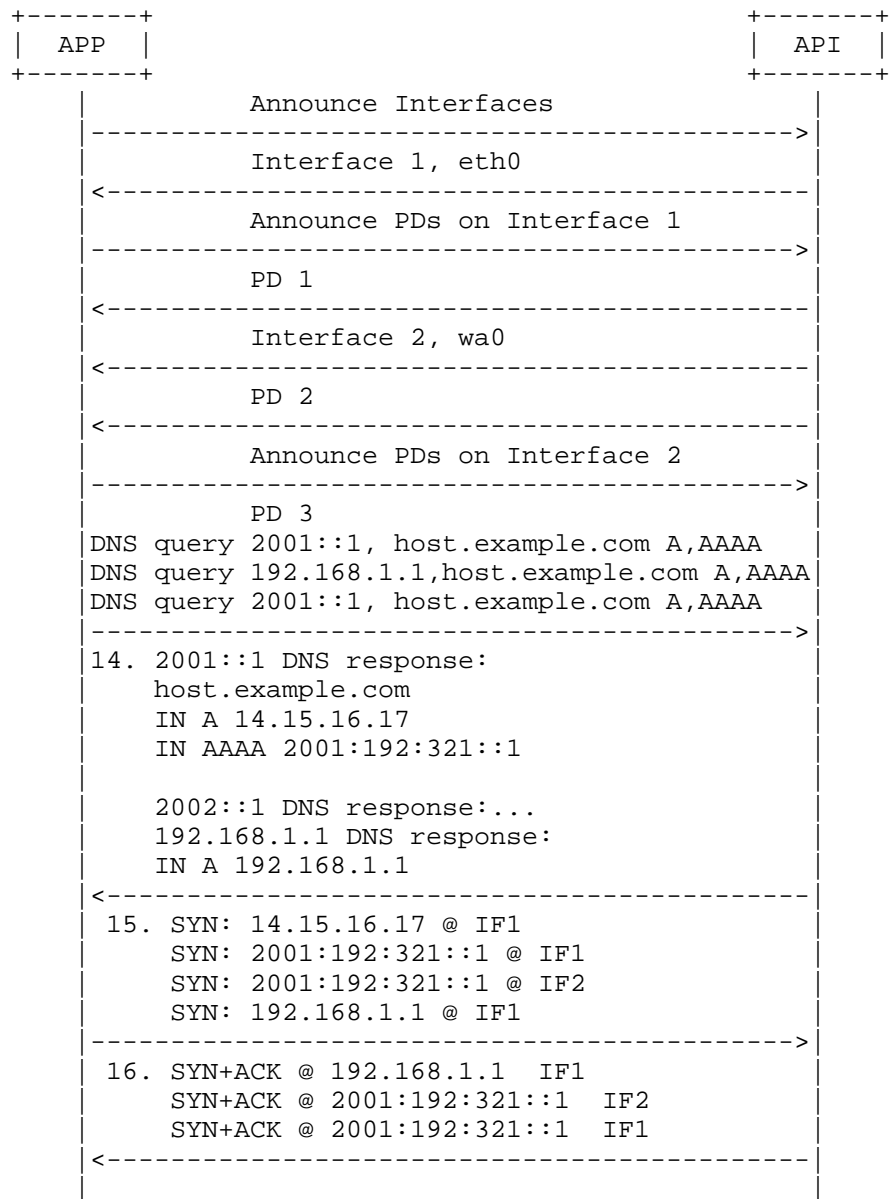 APP API
Announce Interfaces
Interface 1, eth0
Announce PDs on Interface 1
PD 1
Interface 2, wa0
PD 2
Announce PDs on Interface 2
PD 3
DNS query 2001::1, host.example.com A,AAAA
DNS query 192.168.1.1,host.example.com A,AAAA
DNS query 2001::1, host.example.com A,AAAA
14. 2001::1 DNS response:
host.example.com
IN A 14.15.16.17
IN AAAA 2001:192:321::1
2002::1 DNS response:...
192.168.1.1 DNS response:
IN A 192.168.1.1
15. SYN: 14.15.16.17 @ IF1
SYN: 2001:192:321::1 @ IF1
SYN: 2001:192:321::1 @ IF2
SYN: 192.168.1.1 @ IF1
16. SYN+ACK @ 192.168.1.1 IF1
SYN+ACK @ 2001:192:321::1 IF2
SYN+ACK @ 2001:192:321::1 IF1